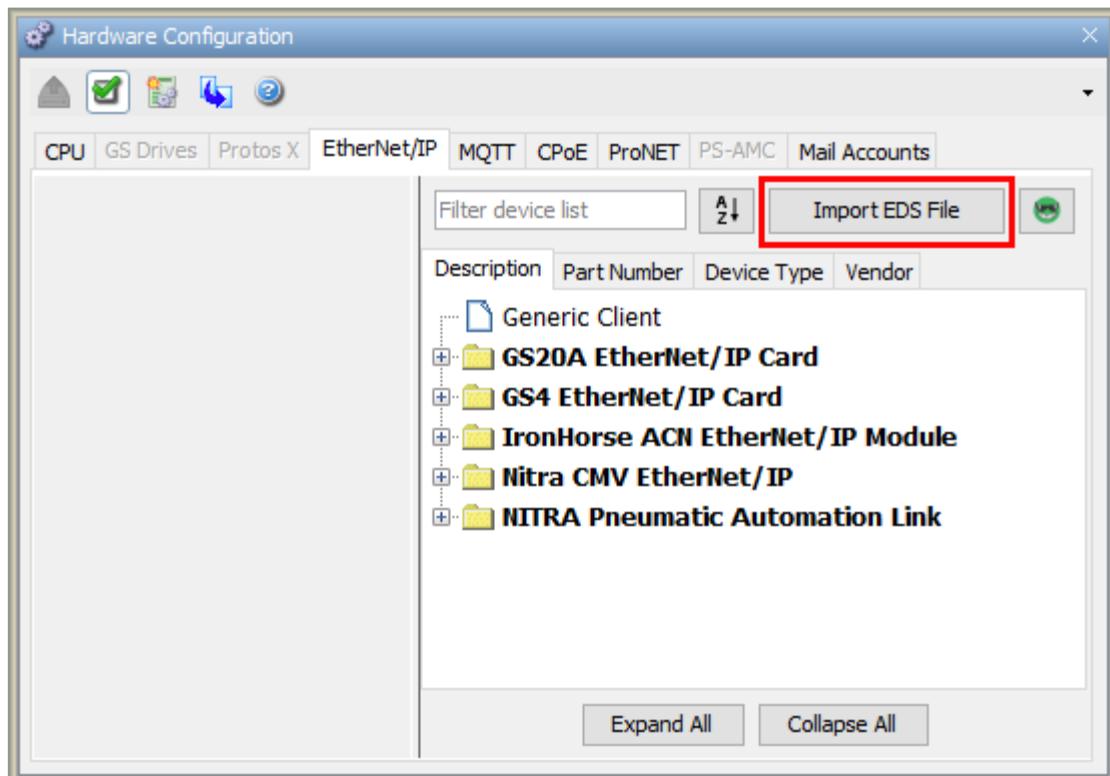 Hardware Configuration
CPU GS Drives Protos X EtherNet/IP MQTT CPoE ProNET PS-AMC Mail Accounts
Filter device list A Z Import EDS File
Description Part Number Device Type Vendor
Generic Client
GS20A EtherNet/IP Card
GS4 EtherNet/IP Card
IronHorse ACN EtherNet/IP Module
Nitra CMV EtherNet/IP
NITRA Pneumatic Automation Link
Expand All Collapse All